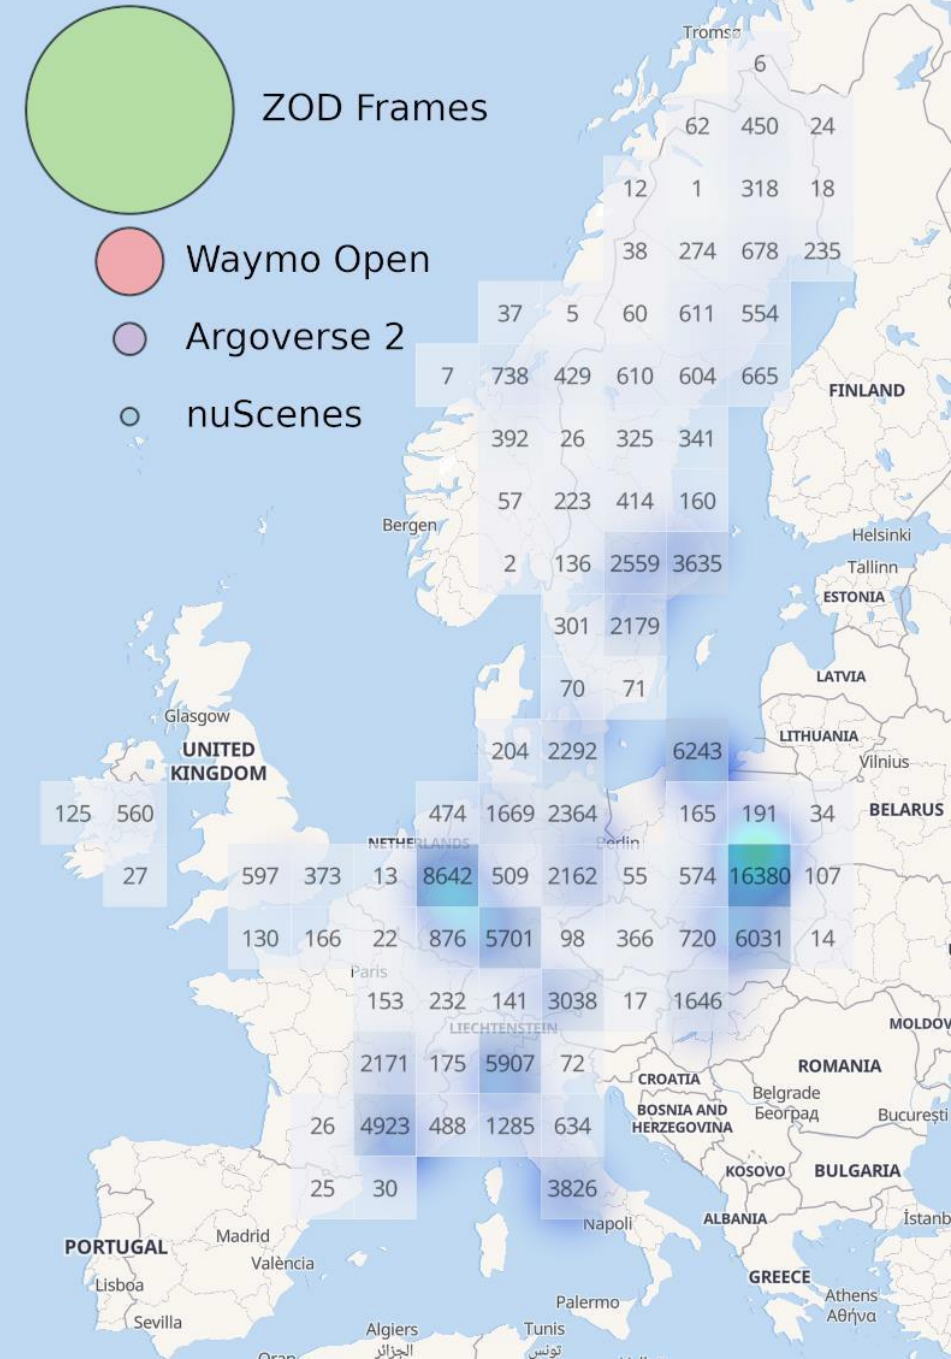 Tromsø
6
ZOD Frames
62 450 24
12 1 318 18
Waymo Open
38 274 678 235
37 5 60 611 554
Argoverse 2
7 738 429 610 604 665
FINLAND
nuScenes
392 26 325 341
57 223 414 160
Bergen
Helsinki
2 136 2559 3635
Tallinn
ESTONIA
301 2179
LATVIA
70 71
Glasgow
LITHUANIA
UNITED
KINGDOM
204 2292 6243
Vilnius
125 560 474 1669 2364 165 191 34
BELARUS
NETHERLANDS
Berlin
27 597 373 13 8642 509 2162 55 574 16380 107
130 166 22 876 5701 98 366 720 6031 14
Paris
153 232 141 3038 17 1646
LIECHTENSTEIN
MOLDOV
2171 175 5907 72
ROMANIA
CROATIA
Belgrade
Београд
BOSNIA AND
HERZEGOVINA
București
26 4923 488 1285 634
KOSOVO
BULGARIA
25 30 3826
Napoli
ALBANIA
İstanb
Madrid
PORTUGAL
València
Lisboa
GREECE
Athens
Αθήνα
Palermo
Sevilla
Algiers
الجزائر
Tunis
تونس
Oran